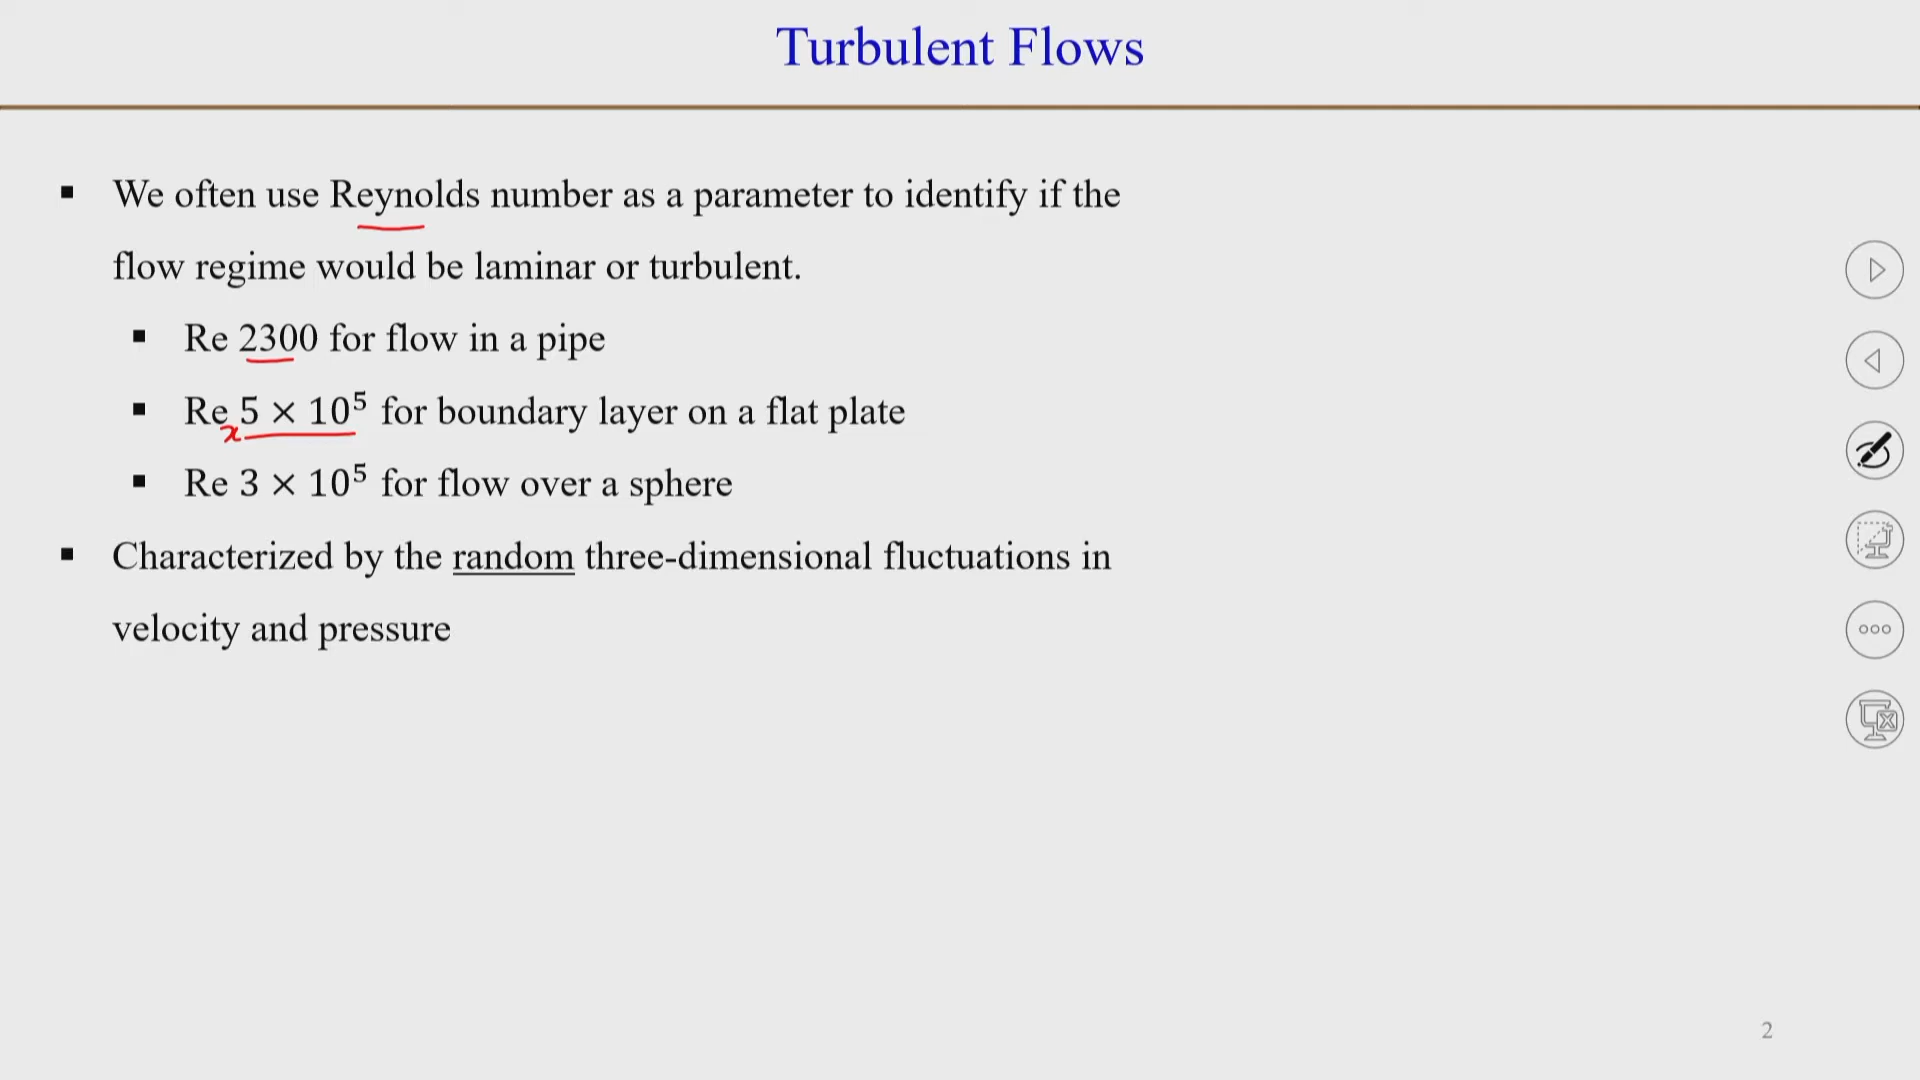 Turbulent Flows
▪ We often use Reynolds number as a parameter to identify if the
flow regime would be laminar or turbulent.
▪ Re 2300 for flow in a pipe
▪ Re x 5 × 10⁵ for boundary layer on a flat plate
▪ Re 3 × 10⁵ for flow over a sphere
▪ Characterized by the random three-dimensional fluctuations in
velocity and pressure
2